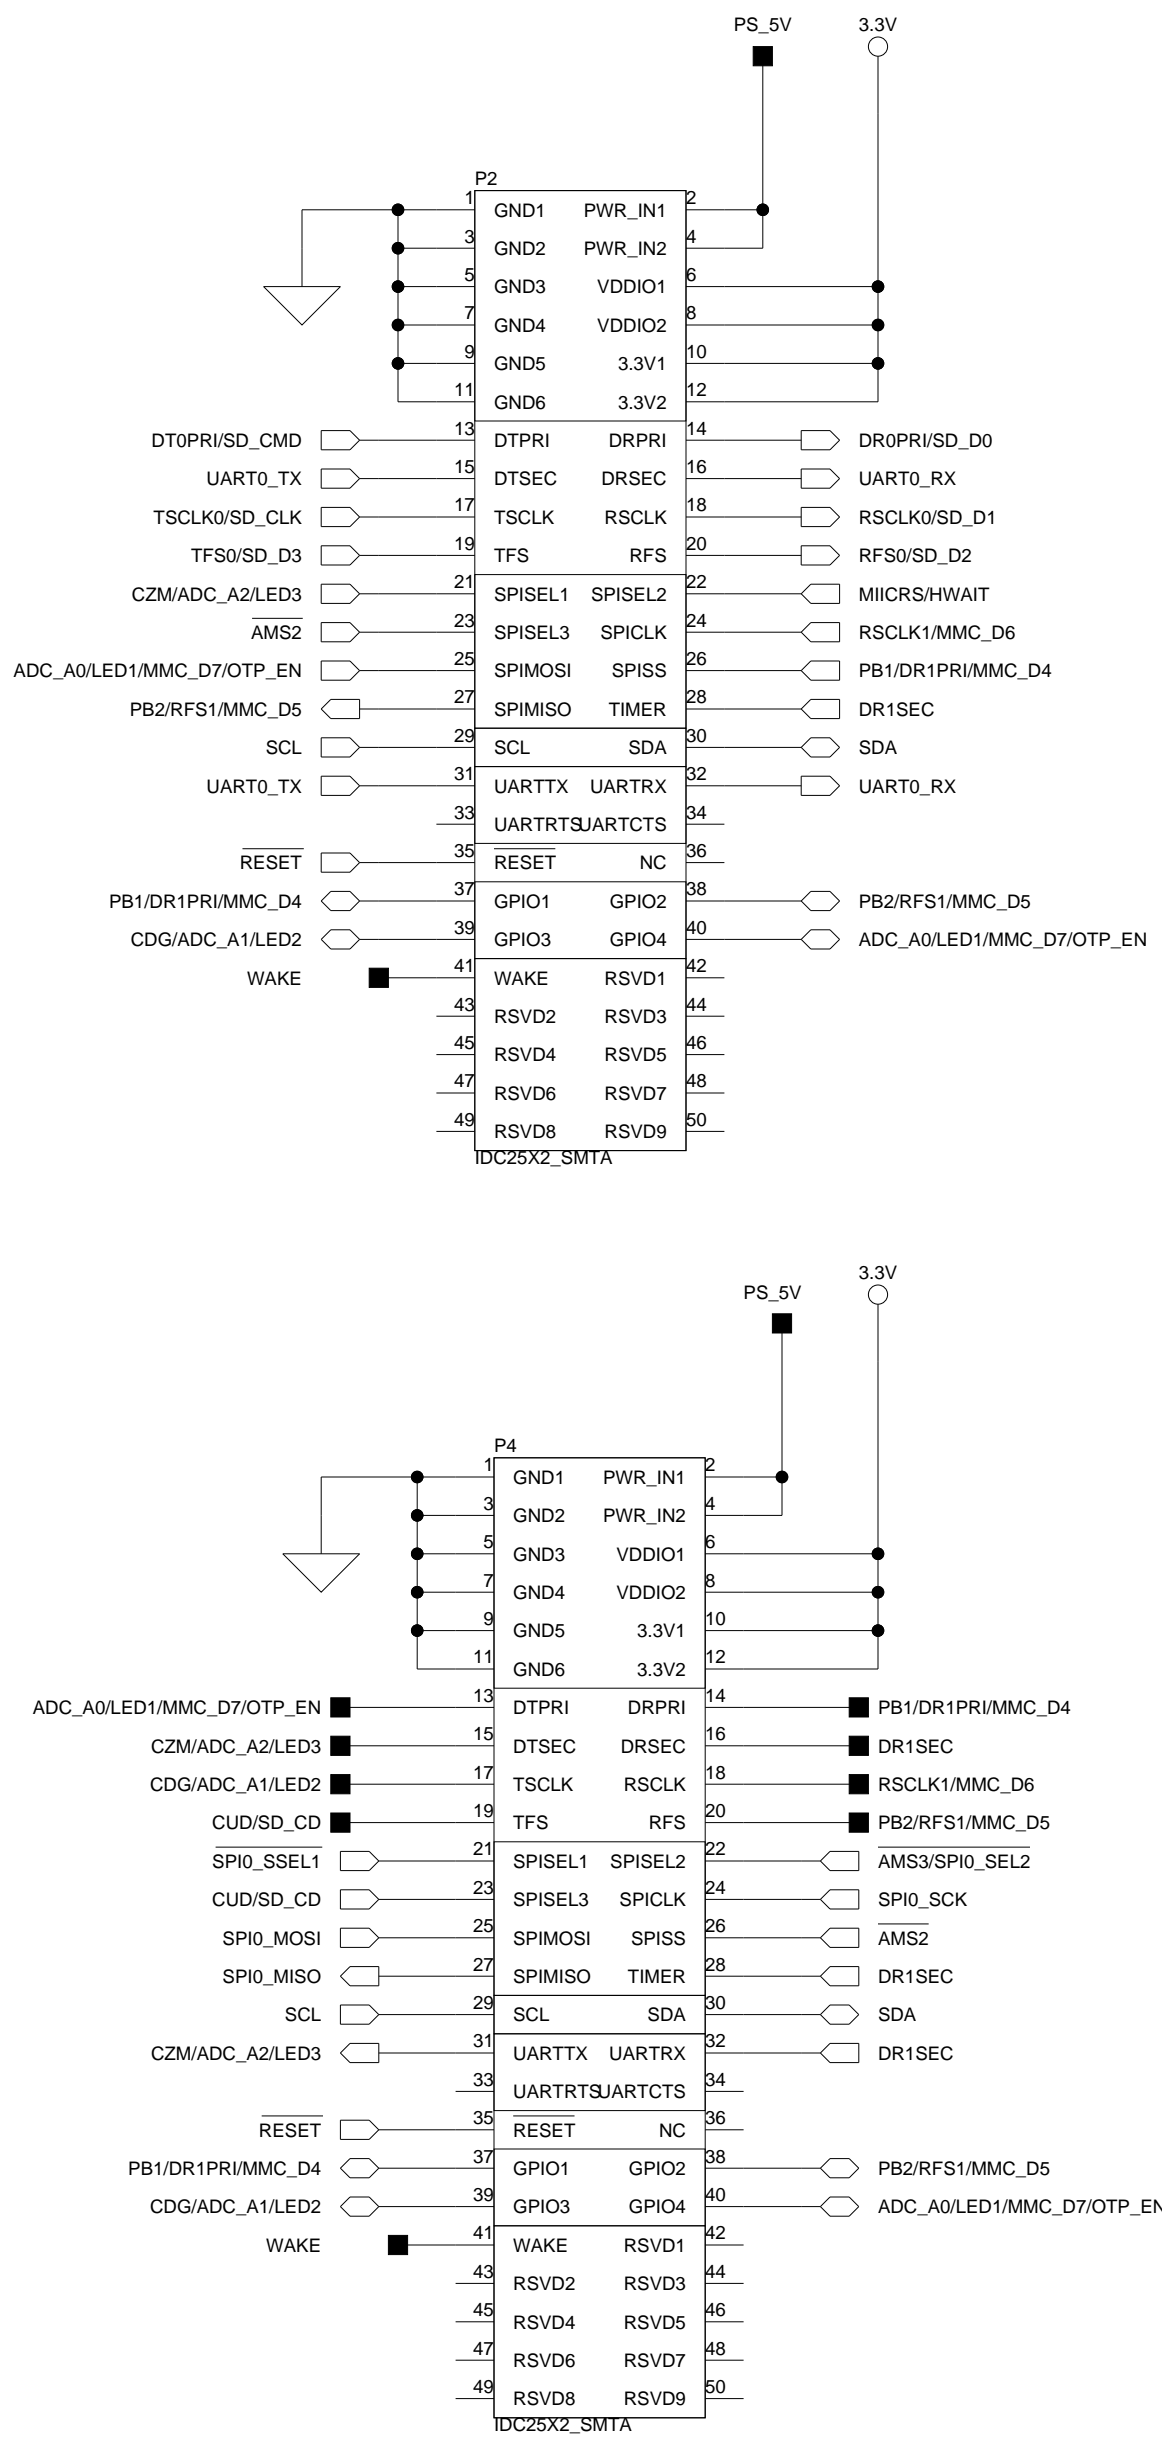 PS_5V 3.3V
P2
1 GND1 PWR_IN1 2
3 GND2 PWR_IN2 4
5 GND3 VDDIO1 6
7 GND4 VDDIO2 8
9 GND5 3.3V1 10
11 GND6 3.3V2 12
DT0PRI/SD_CMD 13 DTPRI DRPRI 14 DR0PRI/SD_D0
UART0_TX 15 DTSEC DRSEC 16 UART0_RX
TSCLK0/SD_CLK 17 TSCLK RSCLK 18 RSCLK0/SD_D1
TFS0/SD_D3 19 TFS RFS 20 RFS0/SD_D2
CZM/ADC_A2/LED3 21 SPISEL1 SPISEL2 22 MIICRS/HWAIT
AMS2 23 SPISEL3 SPICLK 24 RSCLK1/MMC_D6
ADC_A0/LED1/MMC_D7/OTP_EN 25 SPIMOSI SPISS 26 PB1/DR1PRI/MMC_D4
PB2/RFS1/MMC_D5 27 SPIMISO TIMER 28 DR1SEC
SCL 29 SCL SDA 30 SDA
UART0_TX 31 UARTTX UARTRX 32 UART0_RX
33 UARTRTS UARTCTS 34
RESET 35 RESET NC 36
PB1/DR1PRI/MMC_D4 37 GPIO1 GPIO2 38 PB2/RFS1/MMC_D5
CDG/ADC_A1/LED2 39 GPIO3 GPIO4 40 ADC_A0/LED1/MMC_D7/OTP_EN
WAKE 41 WAKE RSVD1 42
43 RSVD2 RSVD3 44
45 RSVD4 RSVD5 46
47 RSVD6 RSVD7 48
49 RSVD8 RSVD9 50
IDC25X2_SMTA
3.3V
PS_5V
P4
1 GND1 PWR_IN1 2
3 GND2 PWR_IN2 4
5 GND3 VDDIO1 6
7 GND4 VDDIO2 8
9 GND5 3.3V1 10
11 GND6 3.3V2 12
ADC_A0/LED1/MMC_D7/OTP_EN 13 DTPRI DRPRI 14 PB1/DR1PRI/MMC_D4
CZM/ADC_A2/LED3 15 DTSEC DRSEC 16 DR1SEC
CDG/ADC_A1/LED2 17 TSCLK RSCLK 18 RSCLK1/MMC_D6
CUD/SD_CD 19 TFS RFS 20 PB2/RFS1/MMC_D5
SPI0_SSEL1 21 SPISEL1 SPISEL2 22 AMS3/SPI0_SEL2
CUD/SD_CD 23 SPISEL3 SPICLK 24 SPI0_SCK
SPI0_MOSI 25 SPIMOSI SPISS 26 AMS2
SPI0_MISO 27 SPIMISO TIMER 28 DR1SEC
SCL 29 SCL SDA 30 SDA
CZM/ADC_A2/LED3 31 UARTTX UARTRX 32 DR1SEC
33 UARTRTS UARTCTS 34
RESET 35 RESET NC 36
PB1/DR1PRI/MMC_D4 37 GPIO1 GPIO2 38 PB2/RFS1/MMC_D5
CDG/ADC_A1/LED2 39 GPIO3 GPIO4 40 ADC_A0/LED1/MMC_D7/OTP_EN
WAKE 41 WAKE RSVD1 42
43 RSVD2 RSVD3 44
45 RSVD4 RSVD5 46
47 RSVD6 RSVD7 48
49 RSVD8 RSVD9 50
IDC25X2_SMTA